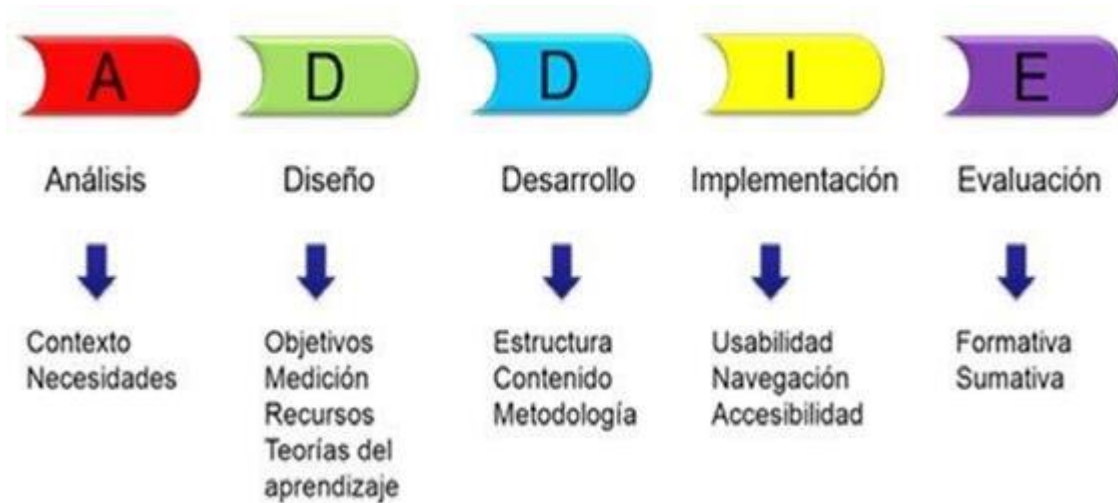 A
D
D
I
E
Análisis
Diseño
Desarrollo
Implementación
Evaluación
Contexto
Necesidades
Objetivos
Medición
Recursos
Teorías del
aprendizaje
Estructura
Contenido
Metodología
Usabilidad
Navegación
Accesibilidad
Formativa
Sumativa